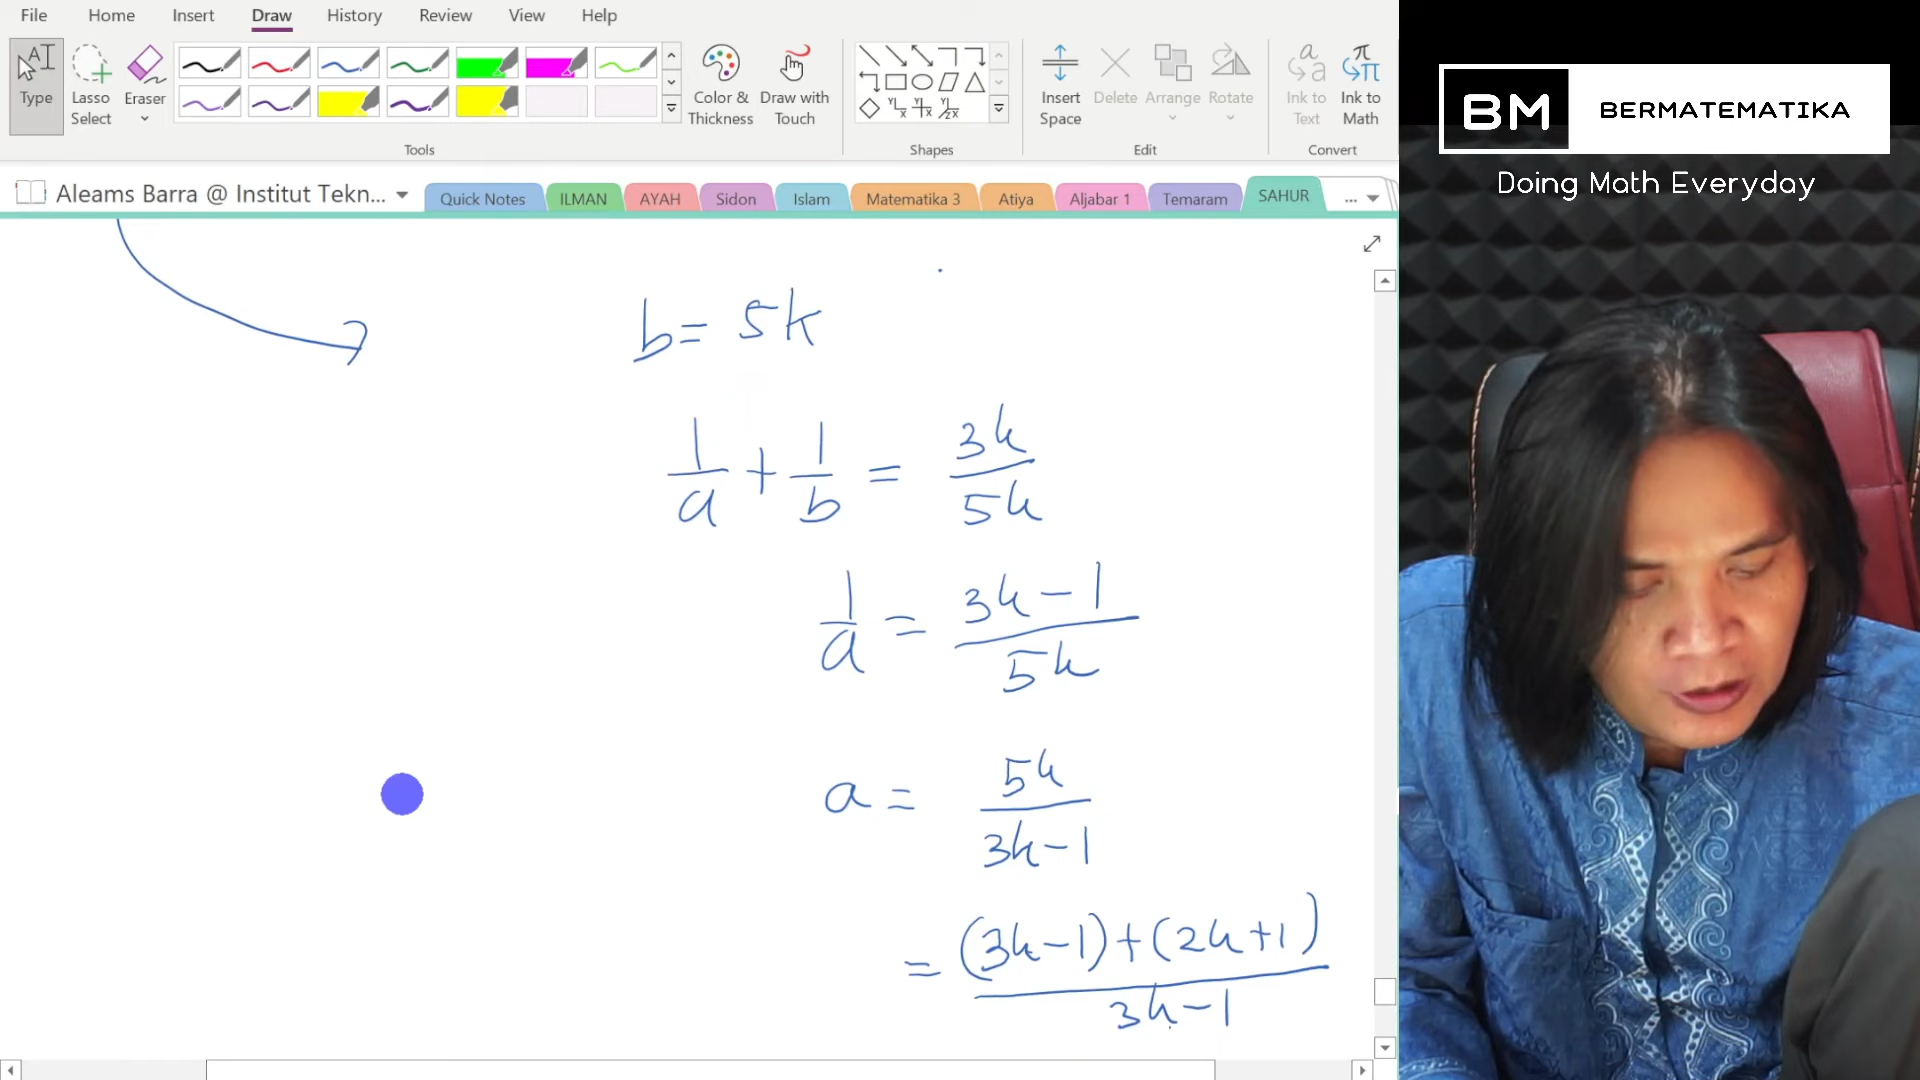 File Home Insert Draw History Review View Help
Type
Lasso Select
Eraser
Color & Thickness
Draw with Touch
Insert Space
Delete
Arrange
Rotate
Ink to Text
Ink to Math
Tools Shapes Edit Convert
Aleams Barra @ Institut Tekn...
Quick Notes ILMAN AYAH Sidon Islam Matematika 3 Atiya Aljabar 1 Temaram SAHUR ...
BM BERMATEMATIKA
Doing Math Everyday
b = 5k
1/a + 1/b = 3k/5k
1/a = (3k-1)/5k
a = 5k/(3k-1)
= ((3k-1)+(2k+1))/(3k-1)